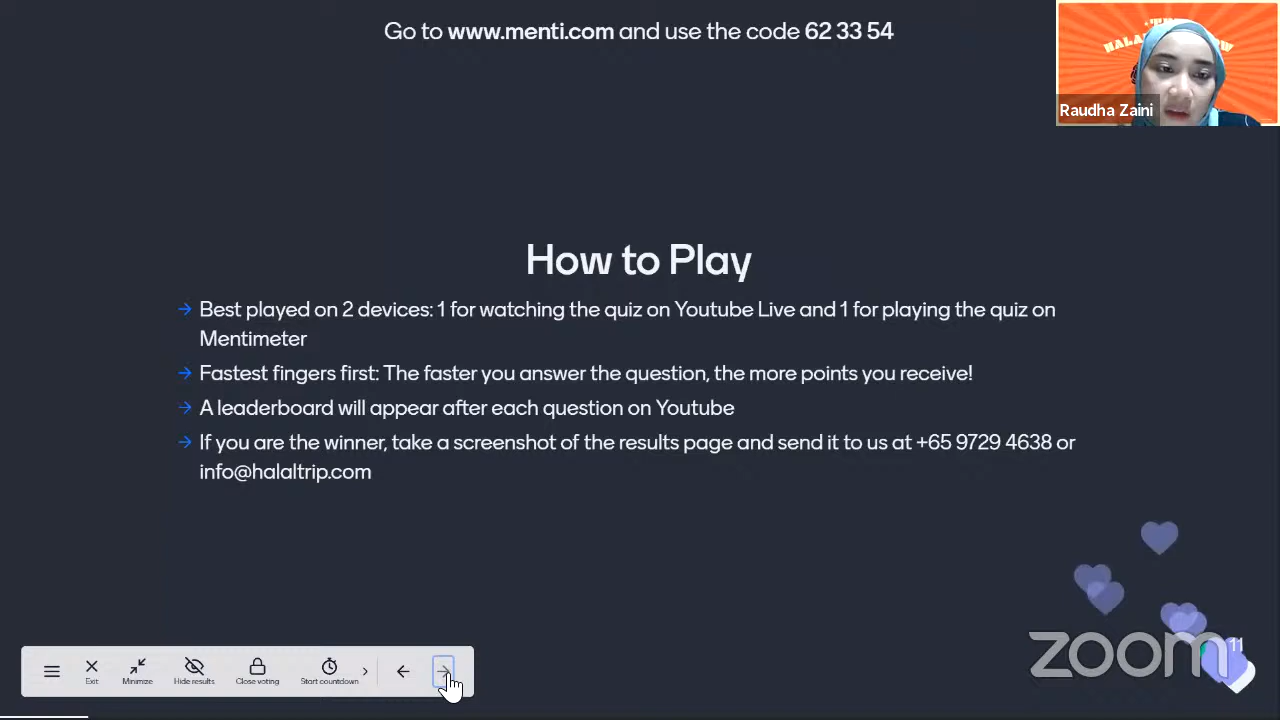 Go to www.menti.com and use the code 62 33 54
Raudha Zaini
How to Play
→ Best played on 2 devices: 1 for watching the quiz on Youtube Live and 1 for playing the quiz on
Mentimeter
→ Fastest fingers first: The faster you answer the question, the more points you receive!
→ A leaderboard will appear after each question on Youtube
→ If you are the winner, take a screenshot of the results page and send it to us at +65 9729 4638 or
info@halaltrip.com
11
zoom
Exit
Minimize
Hide results
Close voting
Start countdown